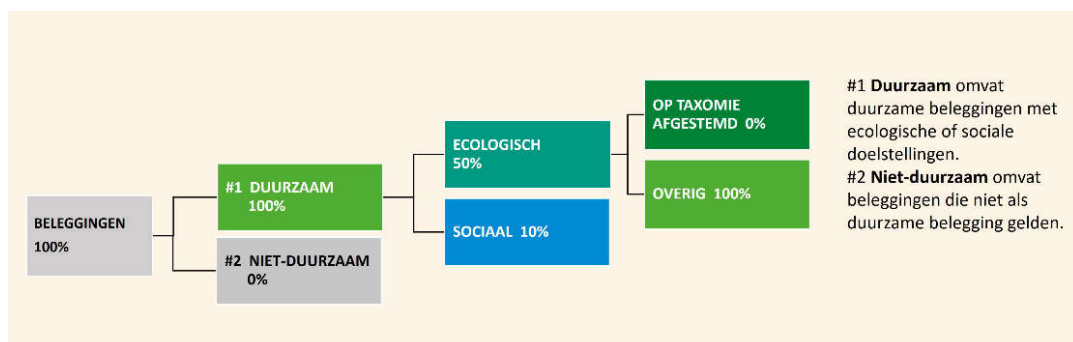 BELEGGINGEN
100%
#1 DUURZAAM
100%
#2 NIET-DUURZAAM
0%
ECOLOGISCH
50%
SOCIAAL 10%
OP TAXOMIE
AFGESTEMD 0%
OVERIG 100%
#1 Duurzaam omvat
duurzame beleggingen met
ecologische of sociale
doelstellingen.
#2 Niet-duurzaam omvat
beleggingen die niet als
duurzame belegging gelden.